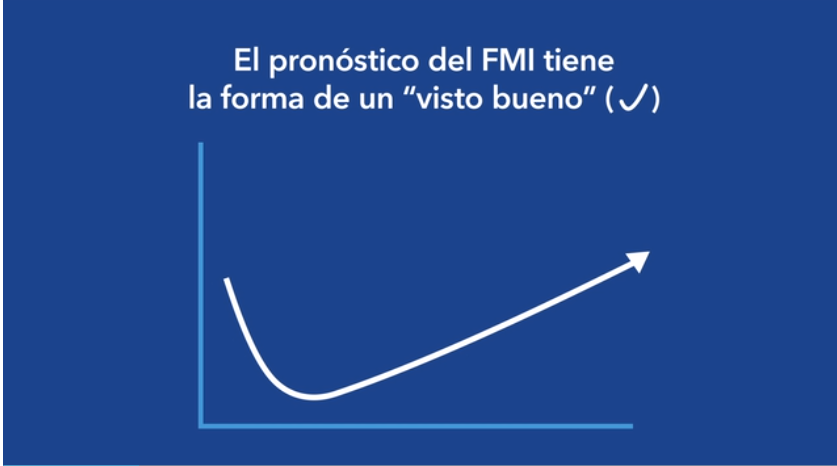 El pronóstico del FMI tiene
la forma de un “visto bueno” (✓)